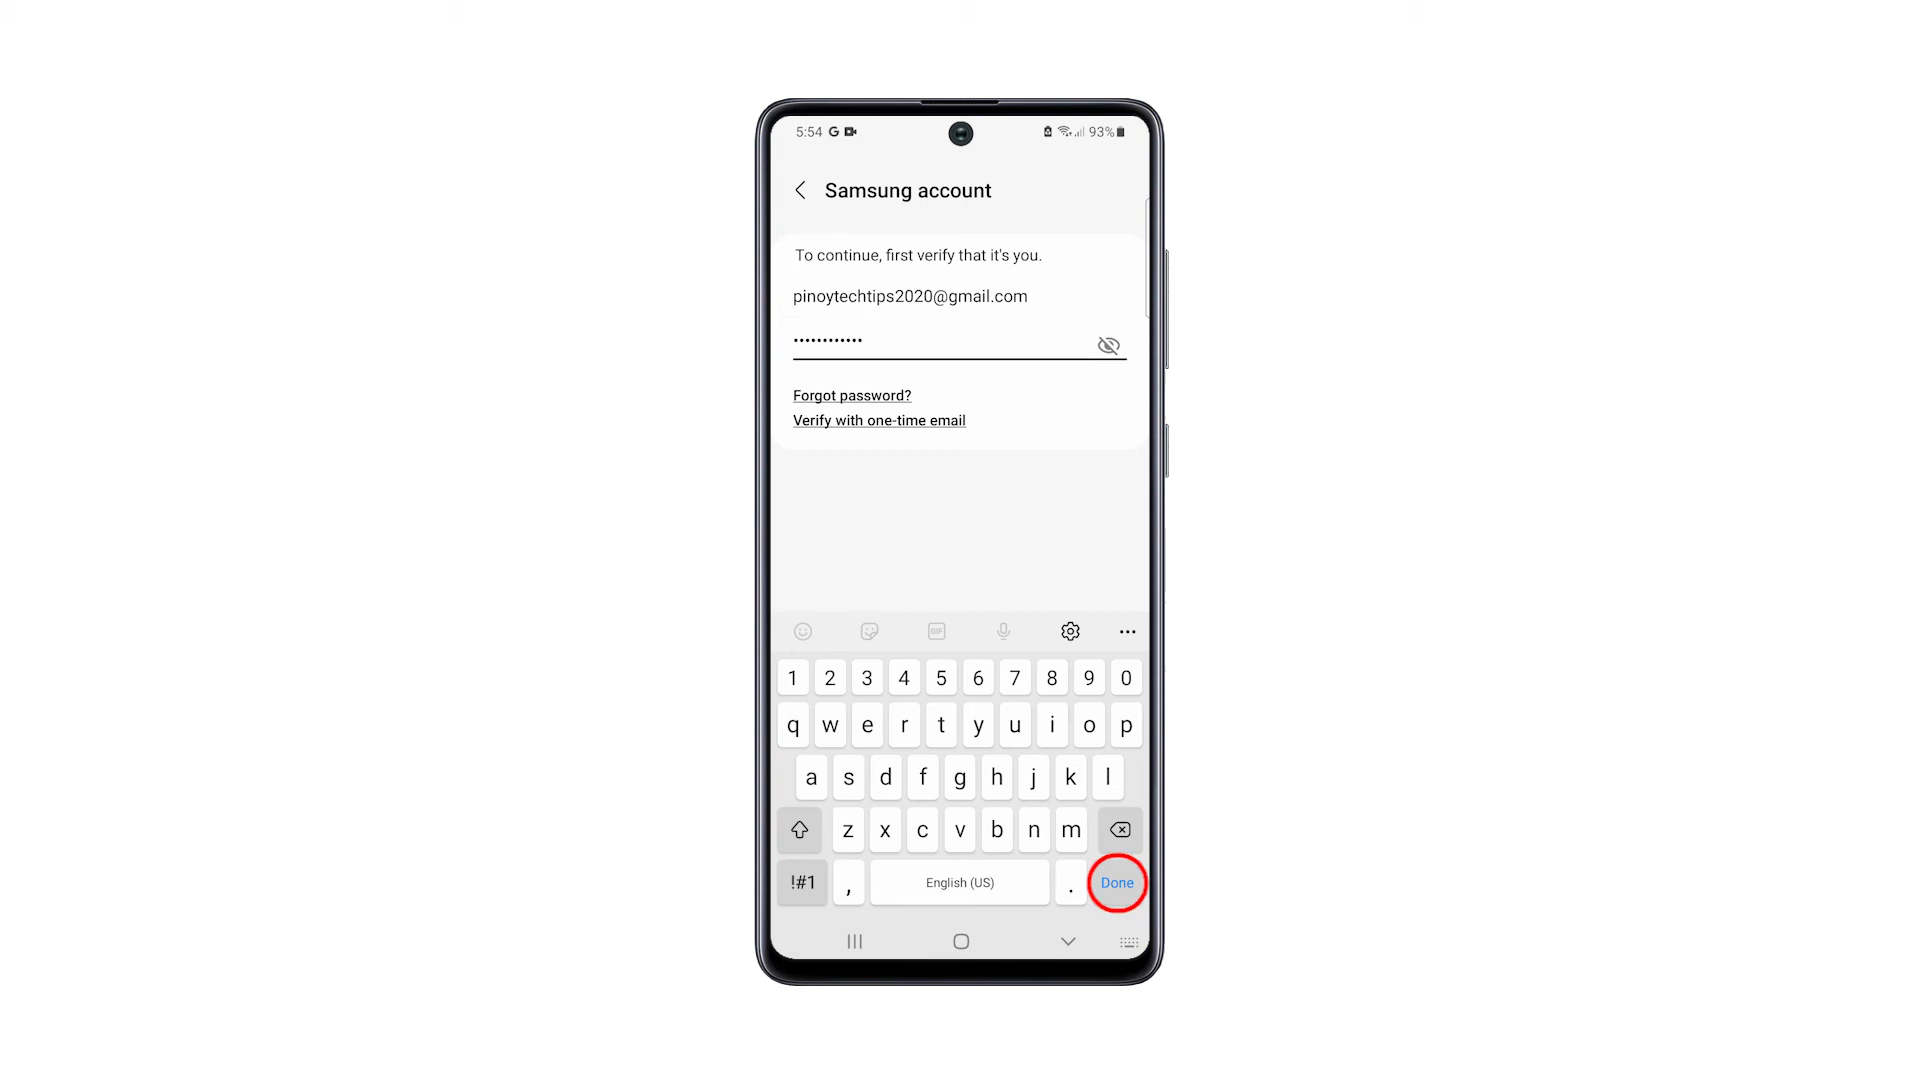 5:54 G 93%
Samsung account
To continue, first verify that it's you.
pinoytechtips2020@gmail.com
••••••••••••
Forgot password?
Verify with one-time email
GIF
1 2 3 4 5 6 7 8 9 0
q w e r t y u i o p
a s d f g h j k l
z x c v b n m
!#1 , English (US) . Done